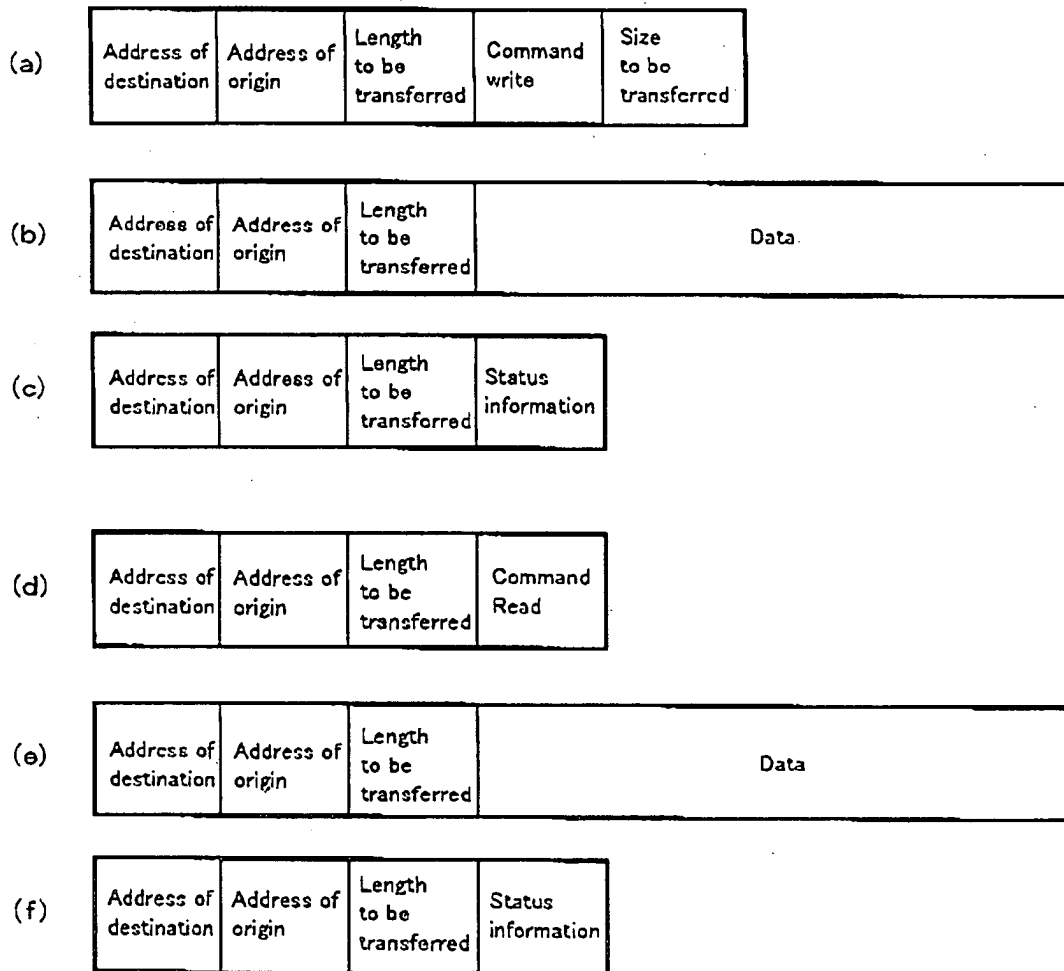 (a)
Address of
destination
Address of
origin
Length
to be
transferred
Command
write
Size
to be
transferred
(b)
Address of
destination
Address of
origin
Length
to be
transferred
Data
(c)
Address of
destination
Address of
origin
Length
to be
transferred
Status
information
(d)
Address of
destination
Address of
origin
Length
to be
transferred
Command
Read
(e)
Address of
destination
Address of
origin
Length
to be
transferred
Data
(f)
Address of
destination
Address of
origin
Length
to be
transferred
Status
information